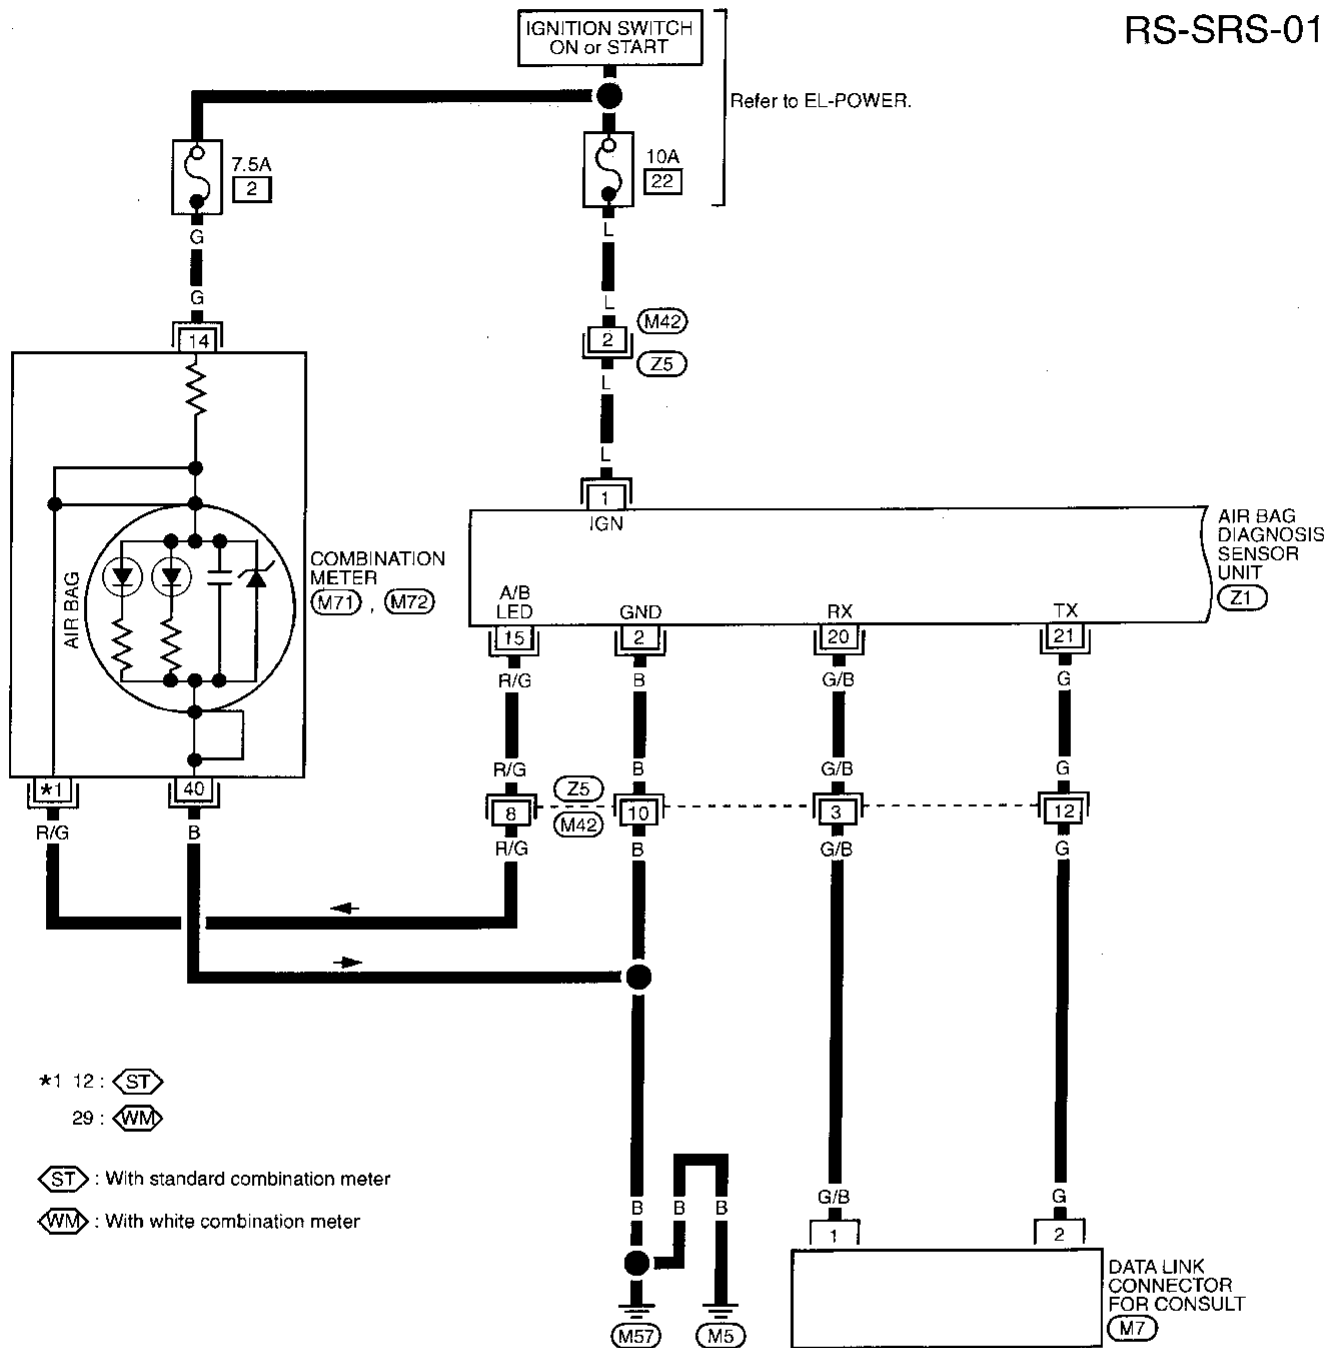 RS-SRS-01
IGNITION SWITCH
ON or START
Refer to EL-POWER.
7.5A
2
10A
22
G
L
G
L
14
2
M42
Z5
L
L
1
IGN
AIR BAG
DIAGNOSIS
SENSOR
UNIT
Z1
AIR BAG
COMBINATION
METER
M71 , M72
A/B
LED
GND
RX
TX
15
2
20
21
R/G
B
G/B
G
R/G
B
G/B
G
*1
40
8
Z5
M42
10
3
12
R/G
B
R/G
B
G/B
G
*1 12 : ST
29 : WM
ST : With standard combination meter
WM : With white combination meter
B
B
B
G/B
G
1
2
M57
M5
DATA LINK
CONNECTOR
FOR CONSULT
M7